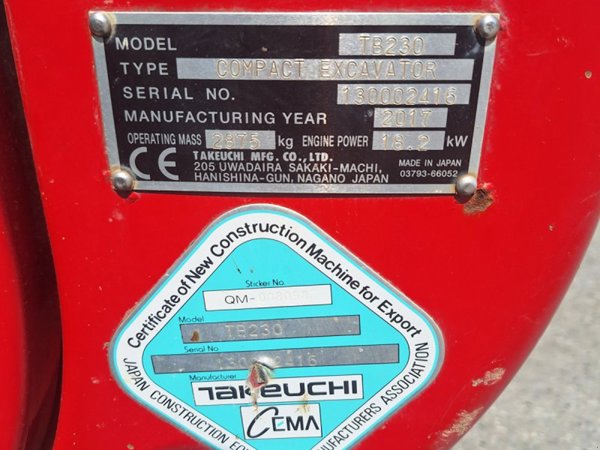 MODEL TB230
TYPE COMPACT EXCAVATOR
SERIAL NO. 130002416
MANUFACTURING YEAR 2017
OPERATING MASS 2875 kg ENGINE POWER 18.2 kW
CE TAKEUCHI MFG. CO., LTD.
205 UWADAIRA SAKAKI-MACHI,
HANISHINA-GUN, NAGANO JAPAN
MADE IN JAPAN
03793-66052
Certificate of New Construction Machine for Export
Sticker No.
QM-
Model
TB230
Serial No
Manufacturer
TAKEUCHI
CEMA
JAPAN CONSTRUCTION MANUFACTURERS ASSOCIATION